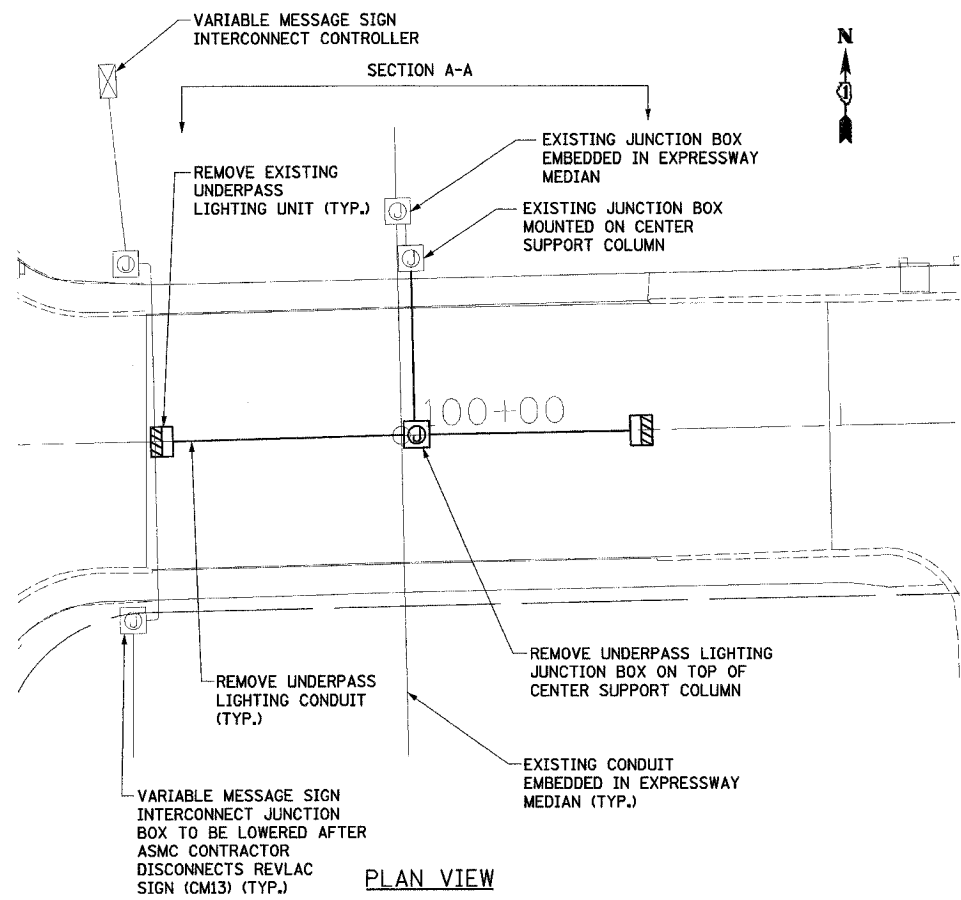 VARIABLE MESSAGE SIGN
INTERCONNECT CONTROLLER
N
1
SECTION A-A
EXISTING JUNCTION BOX
EMBEDDED IN EXPRESSWAY
MEDIAN
REMOVE EXISTING
UNDERPASS
LIGHTING UNIT (TYP.)
EXISTING JUNCTION BOX
MOUNTED ON CENTER
SUPPORT COLUMN
J
J
J
100+00
J
J
REMOVE UNDERPASS LIGHTING
JUNCTION BOX ON TOP OF
CENTER SUPPORT COLUMN
REMOVE UNDERPASS
LIGHTING CONDUIT
(TYP.)
EXISTING CONDUIT
EMBEDDED IN EXPRESSWAY
MEDIAN (TYP.)
VARIABLE MESSAGE SIGN
INTERCONNECT JUNCTION
BOX TO BE LOWERED AFTER
ASMC CONTRACTOR
DISCONNECTS REVLAC
SIGN (CM13) (TYP.)
PLAN VIEW